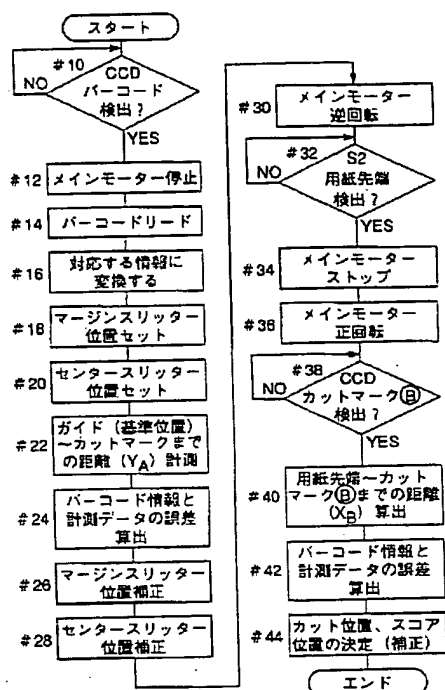 スタート
#10
CCD
バーコード
検出?
NO
YES
#12 メインモーター停止
#14 バーコードリード
#16 対応する情報に
変換する
#18 マージンスリッター
位置セット
#20 センタースリッター
位置セット
#22 ガイド(基準位置)
~カットマークまで
の距離(YA)計測
#24 バーコード情報と
計測データの誤差
算出
#26 マージンスリッター
位置補正
#28 センタースリッター
位置補正
#30 メインモーター
逆回転
#32
S2
用紙先端
検出?
NO
YES
#34 メインモーター
ストップ
#36 メインモーター
正回転
#38
CCD
カットマークⒷ
検出?
NO
YES
#40 用紙先端~カット
マークⒷまでの距離
(XB)算出
#42 バーコード情報と
計測データの誤差
算出
#44 カット位置、スコア
位置の決定(補正)
エンド